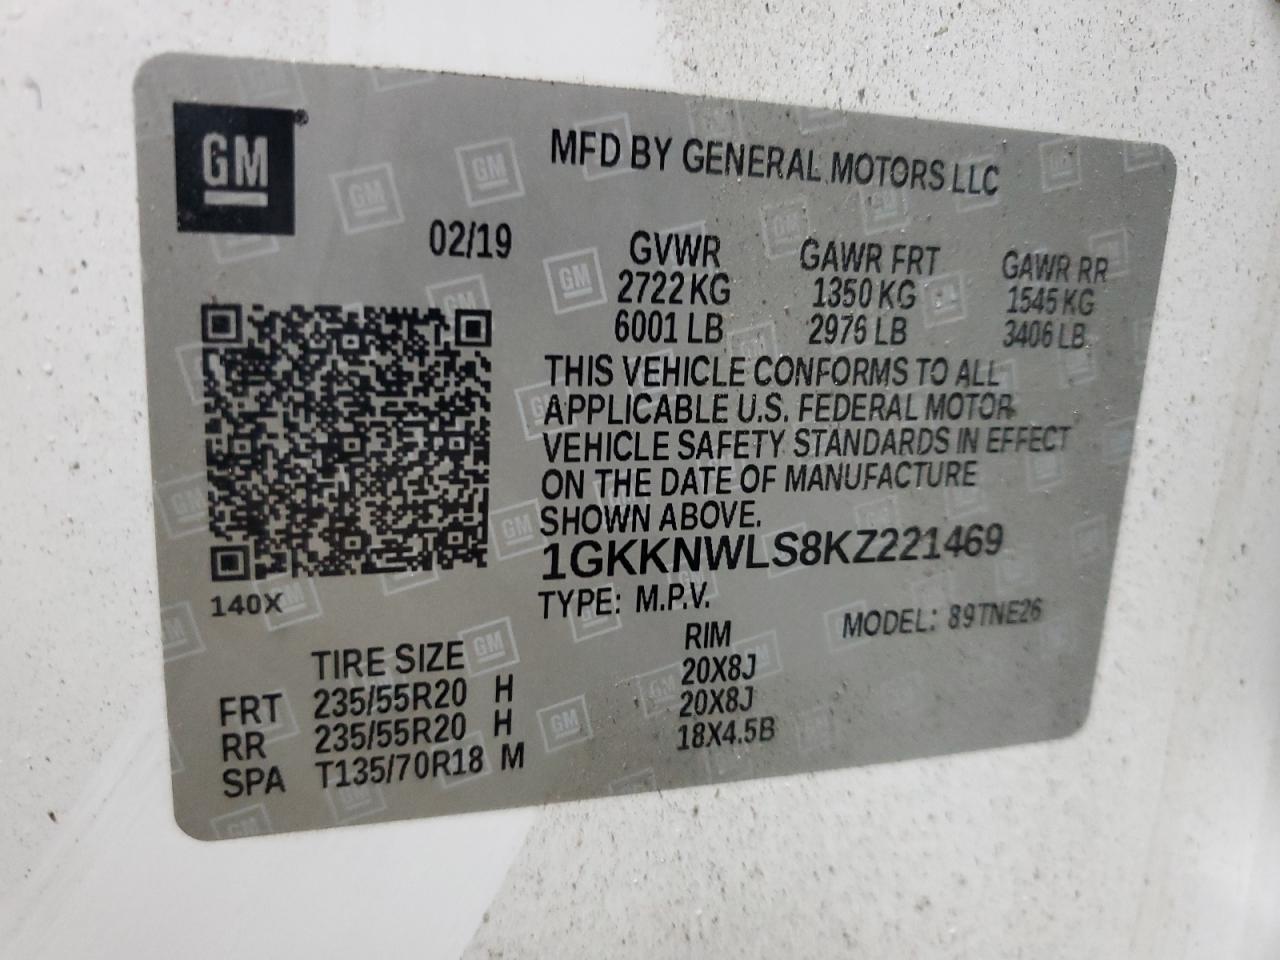 GM
MFD BY GENERAL MOTORS LLC
02/19
GVWR GAWR FRT GAWR RR
2722 KG 1350 KG 1545 KG
6001 LB 2976 LB 3406 LB
THIS VEHICLE CONFORMS TO ALL
APPLICABLE U.S. FEDERAL MOTOR
VEHICLE SAFETY STANDARDS IN EFFECT
ON THE DATE OF MANUFACTURE
SHOWN ABOVE.
1GKKNWLS8KZ221469
140X
TYPE: M.P.V. MODEL: 89TNE26
TIRE SIZE RIM
FRT 235/55R20 H 20X8J
RR 235/55R20 H 20X8J
SPA T135/70R18 M 18X4.5B